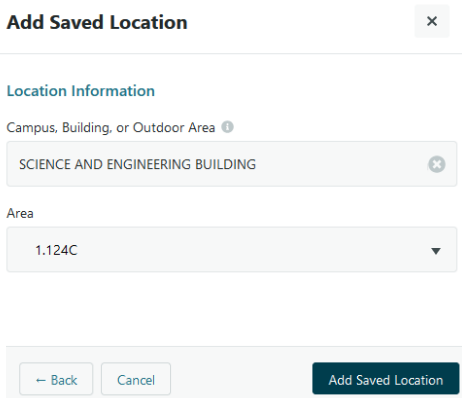 Add Saved Location
Location Information
Campus, Building, or Outdoor Area
SCIENCE AND ENGINEERING BUILDING
Area
1.124C
← Back Cancel Add Saved Location